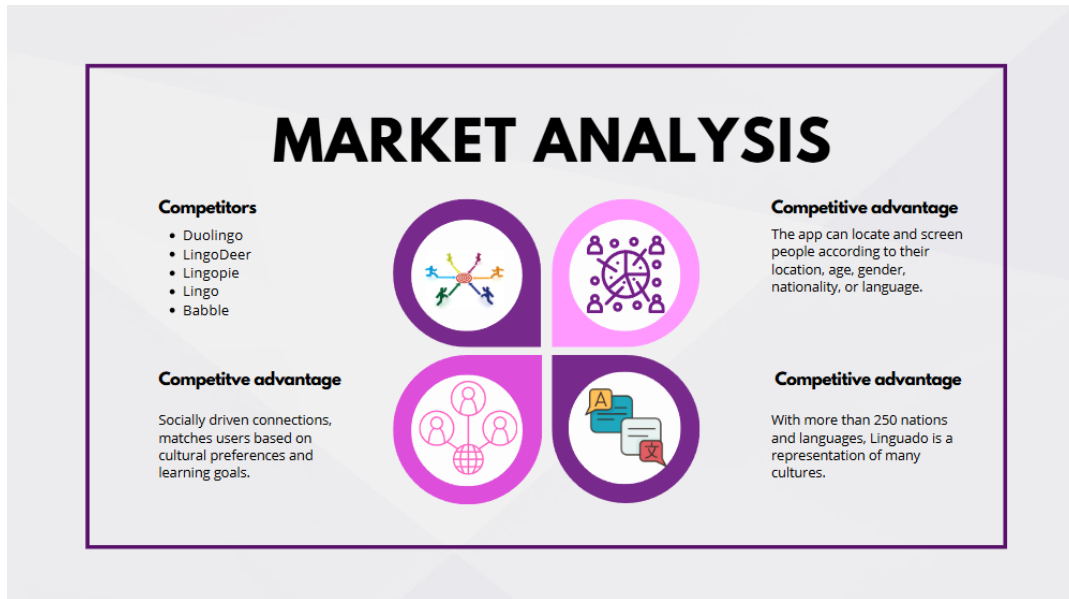 MARKET ANALYSIS
Competitors
• Duolingo
• LingoDeer
• Lingopie
• Lingo
• Babble
Competitive advantage
The app can locate and screen
people according to their
location, age, gender,
nationality, or language.
Competitve advantage
Socially driven connections,
matches users based on
cultural preferences and
learning goals.
A
文
Competitive advantage
With more than 250 nations
and languages, Linguado is a
representation of many
cultures.